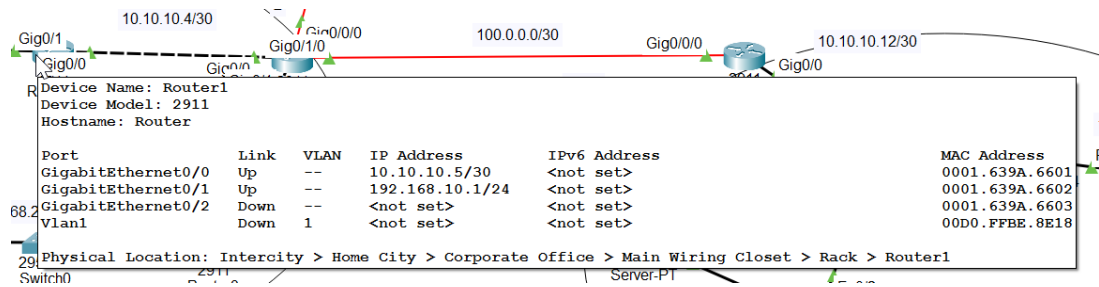 10.10.10.4/30
Gig0/1
Gig0/0
Gig0/0/0
Gig0/1/0
100.0.0.0/30
Gig0/0/0
10.10.10.12/30
Gig0/0
Device Name: Router1
Device Model: 2911
Hostname: Router
Port Link VLAN IP Address IPv6 Address MAC Address
GigabitEthernet0/0 Up -- 10.10.10.5/30 <not set> 0001.639A.6601
GigabitEthernet0/1 Up -- 192.168.10.1/24 <not set> 0001.639A.6602
GigabitEthernet0/2 Down -- <not set> <not set> 0001.639A.6603
Vlan1 Down 1 <not set> <not set> 00D0.FFBE.8E18
Physical Location: Intercity > Home City > Corporate Office > Main Wiring Closet > Rack > Router1
Switch0
2911
Server-PT